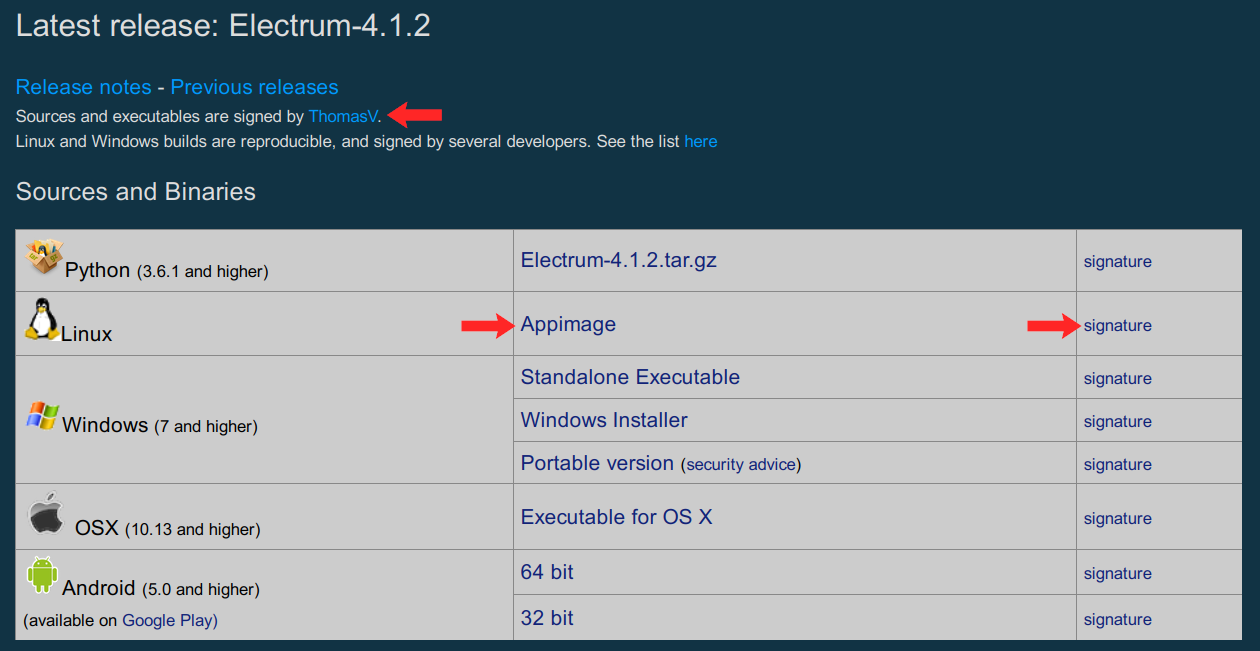 Latest release: Electrum-4.1.2
Release notes - Previous releases
Sources and executables are signed by ThomasV.
Linux and Windows builds are reproducible, and signed by several developers. See the list here
Sources and Binaries
Python (3.6.1 and higher) Electrum-4.1.2.tar.gz signature
Linux Appimage signature
Windows (7 and higher) Standalone Executable signature
Windows Installer signature
Portable version (security advice) signature
OSX (10.13 and higher) Executable for OS X signature
Android (5.0 and higher) 64 bit signature
(available on Google Play) 32 bit signature